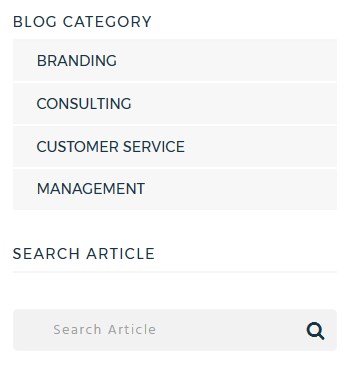 BLOG CATEGORY
BRANDING
CONSULTING
CUSTOMER SERVICE
MANAGEMENT
SEARCH ARTICLE
Search Article